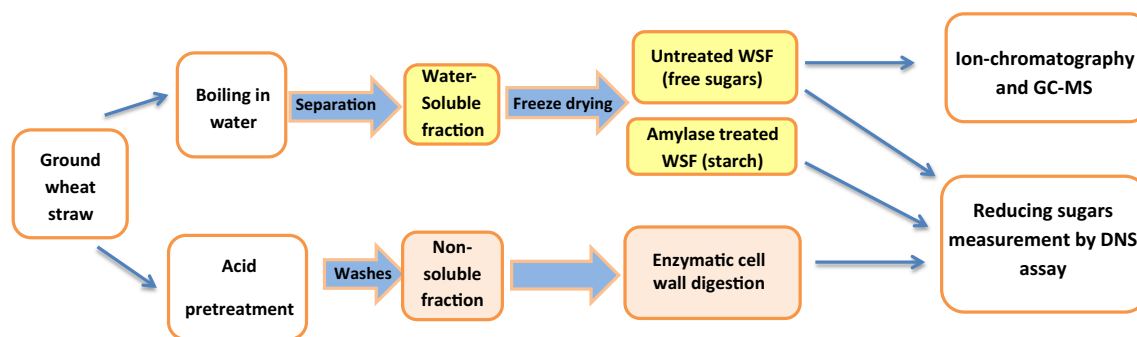 Ground
wheat
straw
Boiling in
water
Separation
Water-
Soluble
fraction
Freeze drying
Untreated WSF
(free sugars)
Amylase treated
WSF (starch)
Ion-chromatography
and GC-MS
Acid
pretreatment
Washes
Non-
soluble
fraction
Enzymatic cell
wall digestion
Reducing sugars
measurement by DNS
assay